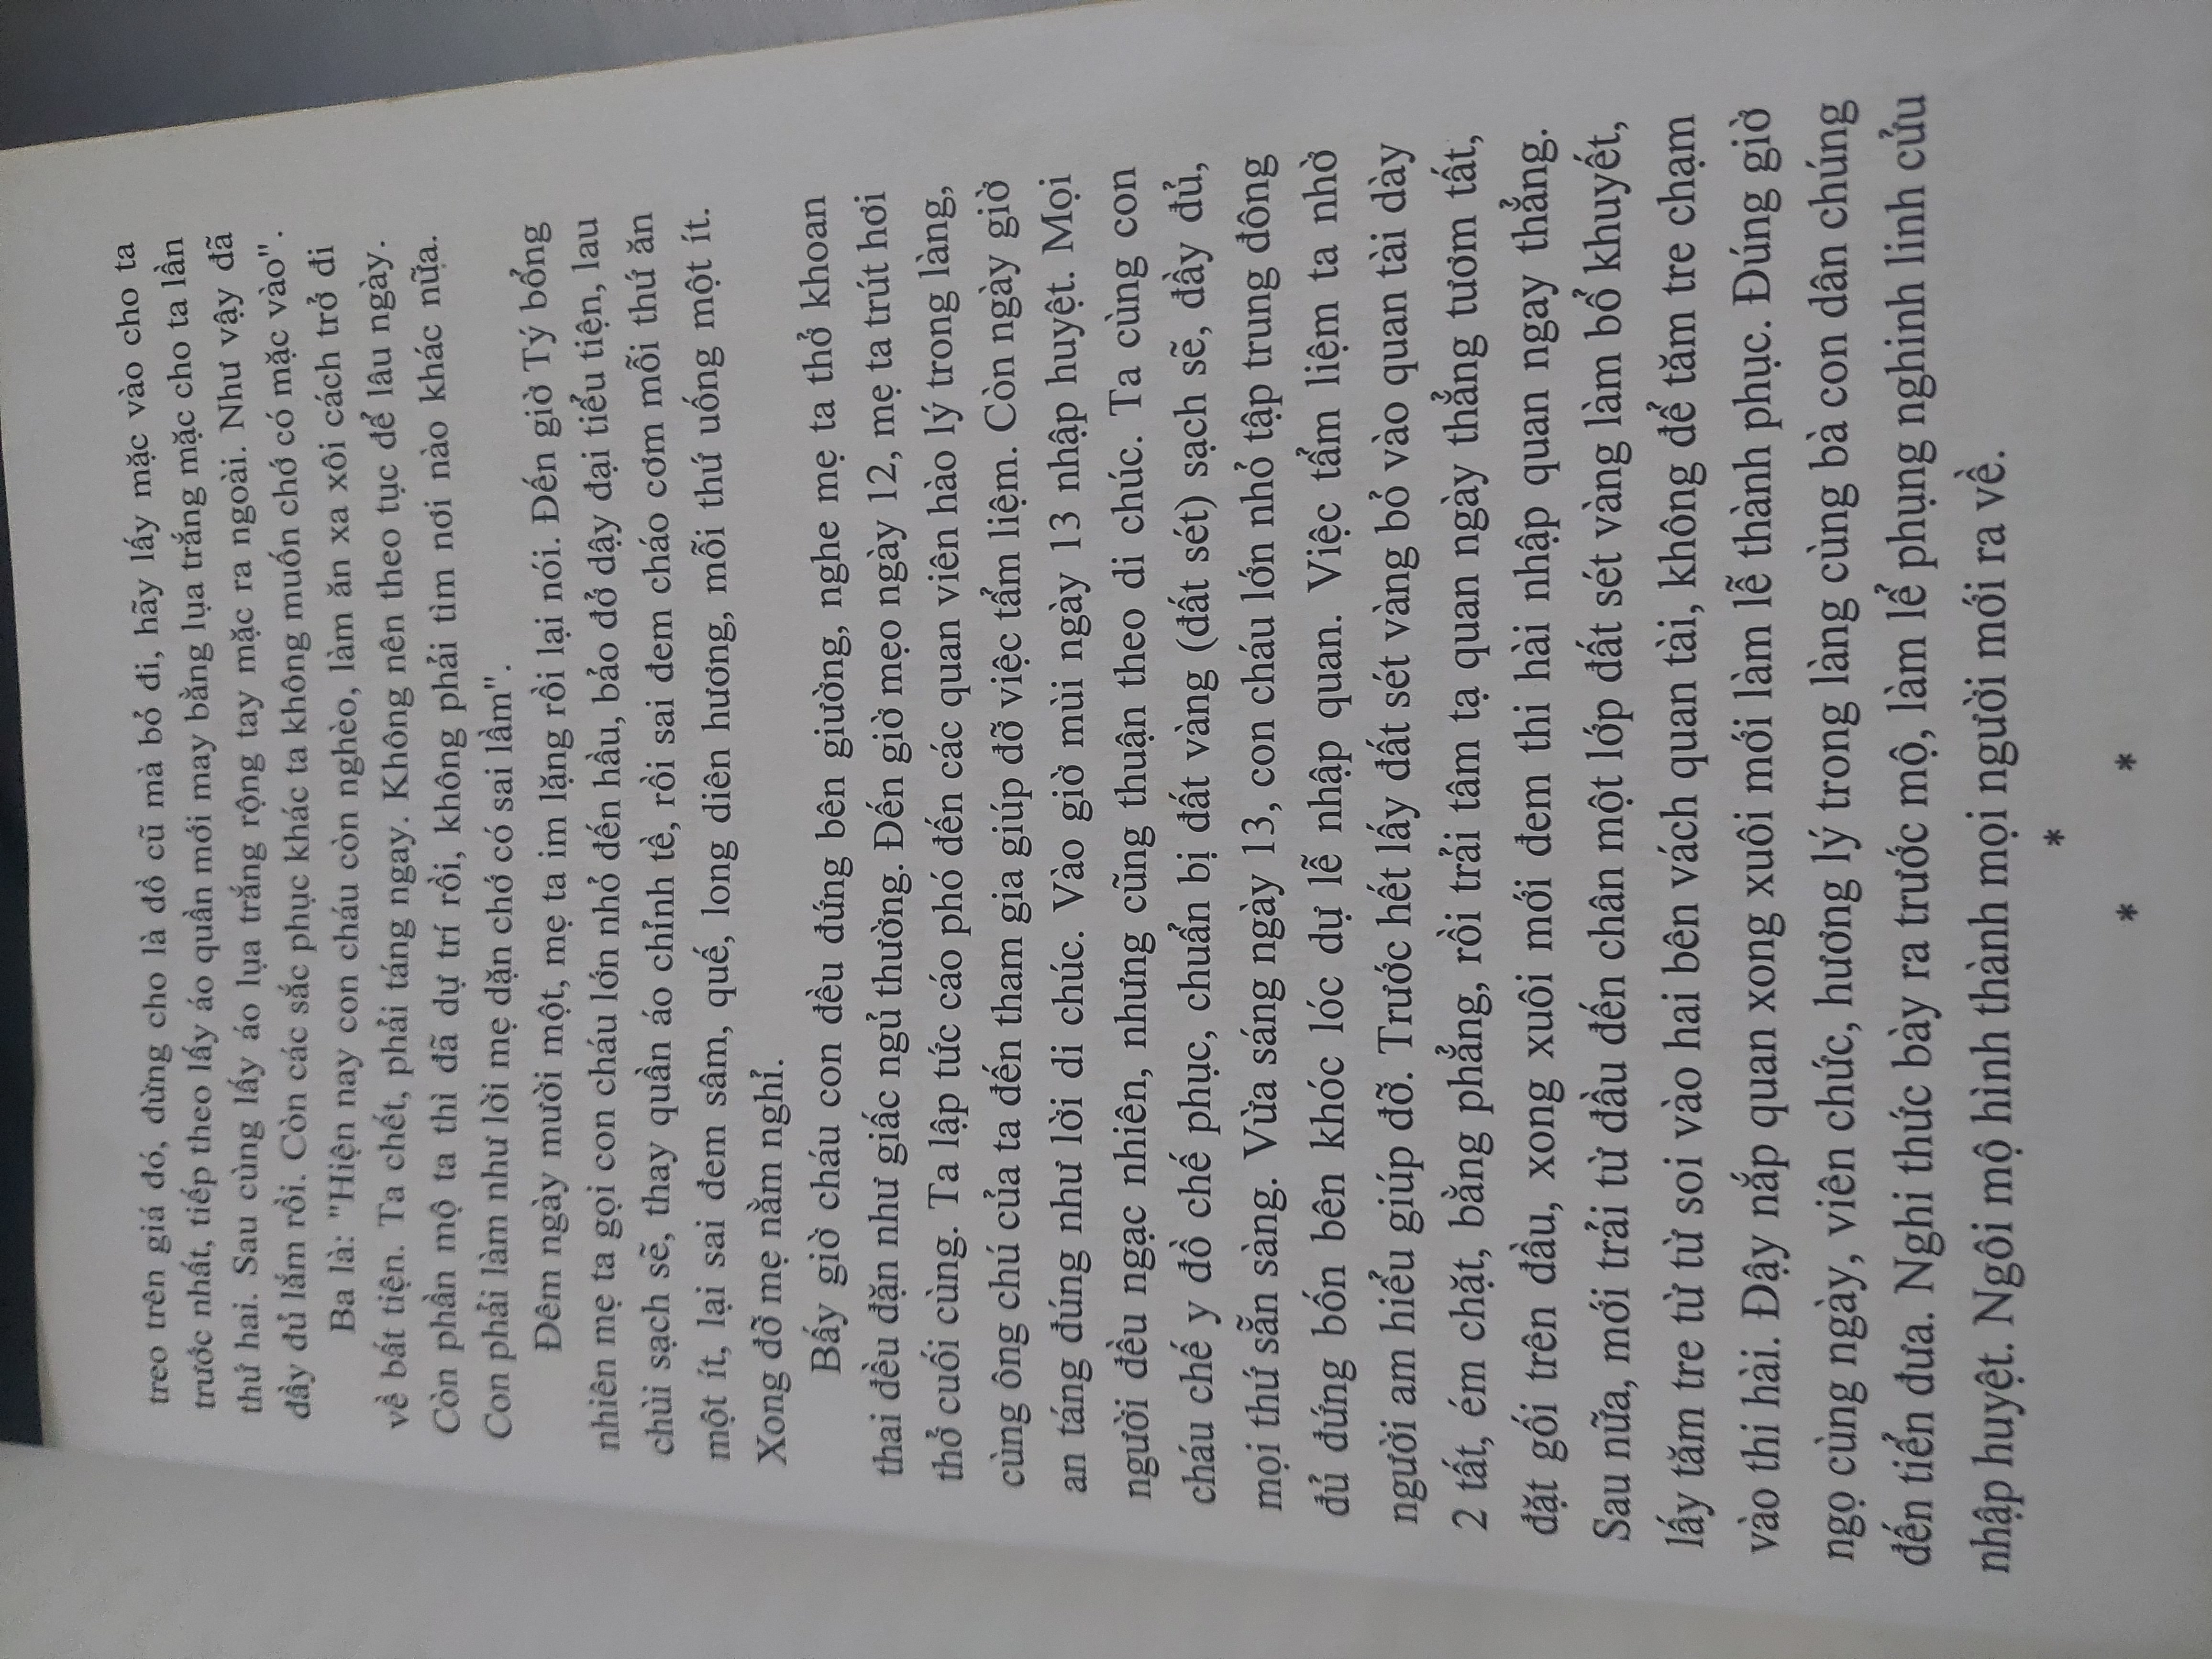 treo trên giá đó, đừng cho là đồ cũ mà bỏ đi, hãy lấy mặc vào cho ta
trước nhất, tiếp theo lấy áo quần mới may bằng lụa trắng mặc cho ta lần
thứ hai. Sau cùng lấy áo lụa trắng rộng tay mặc ra ngoài. Như vậy đã
đầy đủ lắm rồi. Còn các sắc phục khác ta không muốn chớ có mặc vào".
Ba là: "Hiện nay con cháu còn nghèo, làm ăn xa xôi cách trở đi
về bất tiện. Ta chết, phải táng ngay. Không nên theo tục để lâu ngày.
Còn phần mộ ta thì đã dự trí rồi, không phải tìm nơi nào khác nữa.
Con phải làm như lời mẹ dặn chớ có sai lầm".
Đêm ngày mười một, mẹ ta im lặng rồi lại nói. Đến giờ Tý bổng
nhiên mẹ ta gọi con cháu lớn nhỏ đến hầu, bảo đở dậy đại tiểu tiện, lau
chùi sạch sẽ, thay quần áo chỉnh tề, rồi sai đem cháo cơm mỗi thứ ăn
một ít, lại sai đem sâm, quế, long diên hương, mỗi thứ uống một ít.
Xong đỡ mẹ nằm nghỉ.
Bấy giờ cháu con đều đứng bên giường, nghe mẹ ta thở khoan
thai đều đặn như giấc ngủ thường. Đến giờ mẹo ngày 12, mẹ ta trút hơi
thở cuối cùng. Ta lập tức cáo phó đến các quan viên hào lý trong làng,
cùng ông chú của ta đến tham gia giúp đỡ việc tẩm liệm. Còn ngày giờ
an táng đúng như lời di chúc. Vào giờ mùi ngày 13 nhập huyệt. Mọi
người đều ngạc nhiên, nhưng cũng thuận theo di chúc. Ta cùng con
cháu chế y đồ chế phục, chuẩn bị đất vàng (đất sét) sạch sẽ, đầy đủ,
mọi thứ sẵn sàng. Vừa sáng ngày 13, con cháu lớn nhỏ tập trung đông
đủ đứng bốn bên khóc lóc dự lễ nhập quan. Việc tẩm liệm ta nhờ
người am hiểu giúp đỡ. Trước hết lấy đất sét vàng bỏ vào quan tài dày
2 tất, ém chặt, bằng phẳng, rồi trải tâm tạ quan ngày thẳng tươm tất,
đặt gối trên đầu, xong xuôi mới đem thi hài nhập quan ngay thẳng.
Sau nữa, mới trải từ đầu đến chân một lớp đất sét vàng làm bổ khuyết,
lấy tăm tre từ từ soi vào hai bên vách quan tài, không để tăm tre chạm
vào thi hài. Đậy nắp quan xong xuôi mới làm lễ thành phục. Đúng giờ
ngọ cùng ngày, viên chức, hương lý trong làng cùng bà con dân chúng
đến tiển đưa. Nghi thức bày ra trước mộ, làm lể phụng nghinh linh cửu
nhập huyệt. Ngôi mộ hình thành mọi người mới ra về.
*
* *